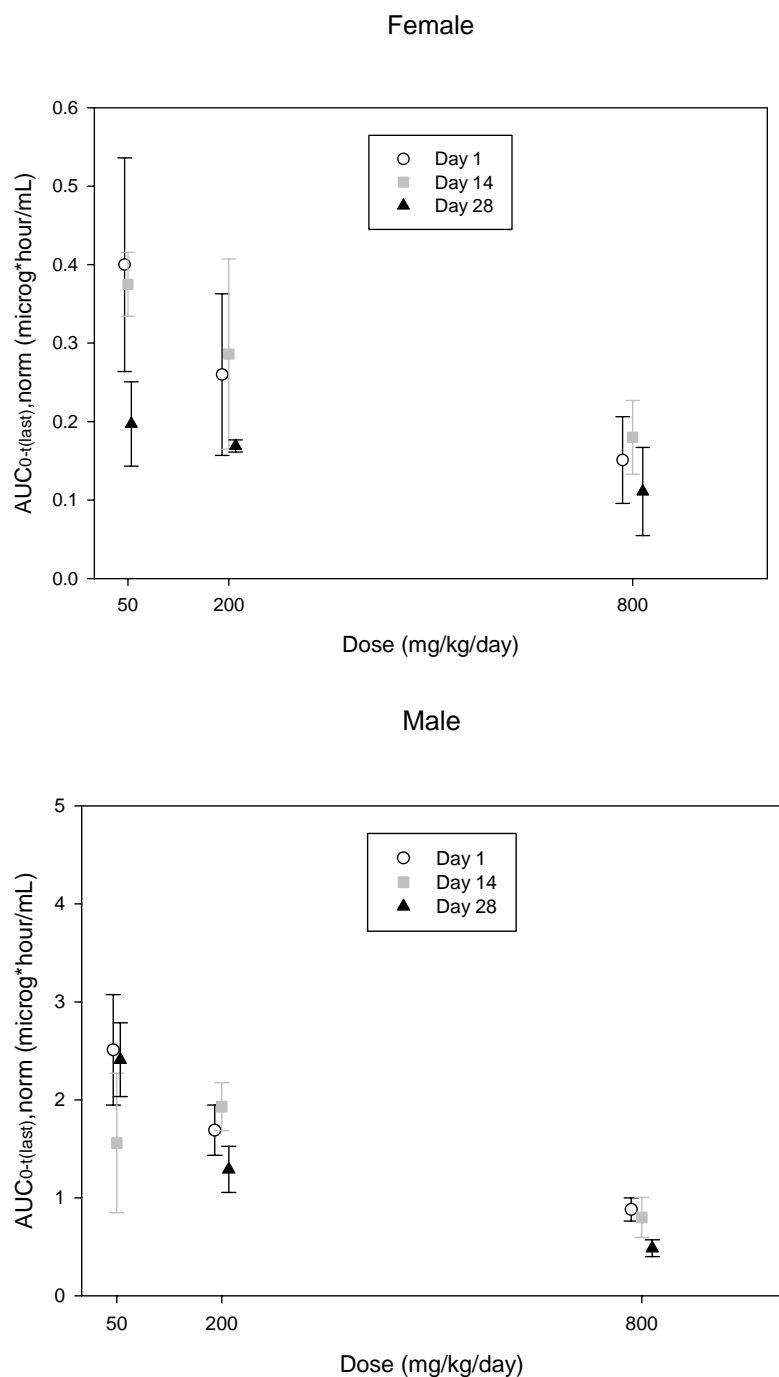 Female
0.6
0.5
0.4
0.3
0.2
0.1
0.0
AUC0-t(last),norm (microg*hour/mL)
Day 1
Day 14
Day 28
50
200
800
Dose (mg/kg/day)
Male
5
4
3
2
1
0
AUC0-t(last),norm (microg*hour/mL)
Day 1
Day 14
Day 28
50
200
800
Dose (mg/kg/day)